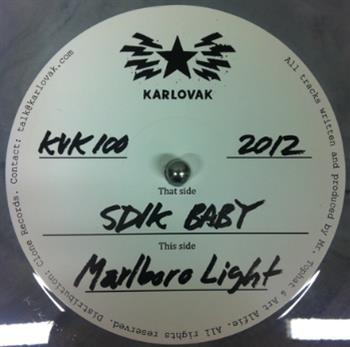 KARLOVAK
KVK100
2012
That side
SDIK BABY
This side
Marlboro Light
All tracks written and produced by Mr. Tophat & Art Alfie. All rights reserved. Distribution: Clone Records. Contact: talk@karlovak.com